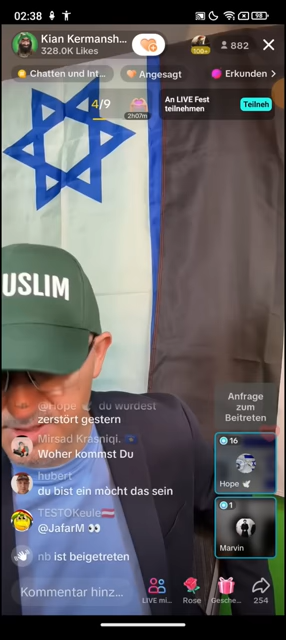 02:38
98
Kian Kermansh...
328.0K Likes
100+
882
Chatten und Int...
Angesagt
Erkunden
4/9
2h07m
An LIVE Fest
teilnehmen
Teilneh
USLIM
@Hope du wurdest
zerstört gestern
Mirsad Krasniqi.
Woher kommst Du
hubert
du bist ein möcht das sein
TESTOKeule
@JafarM 👀
nb ist beigetreten
Anfrage
zum
Beitreten
16
Hope
1
Marvin
Kommentar hinz...
LIVE mi...
Rose
Gesche...
254